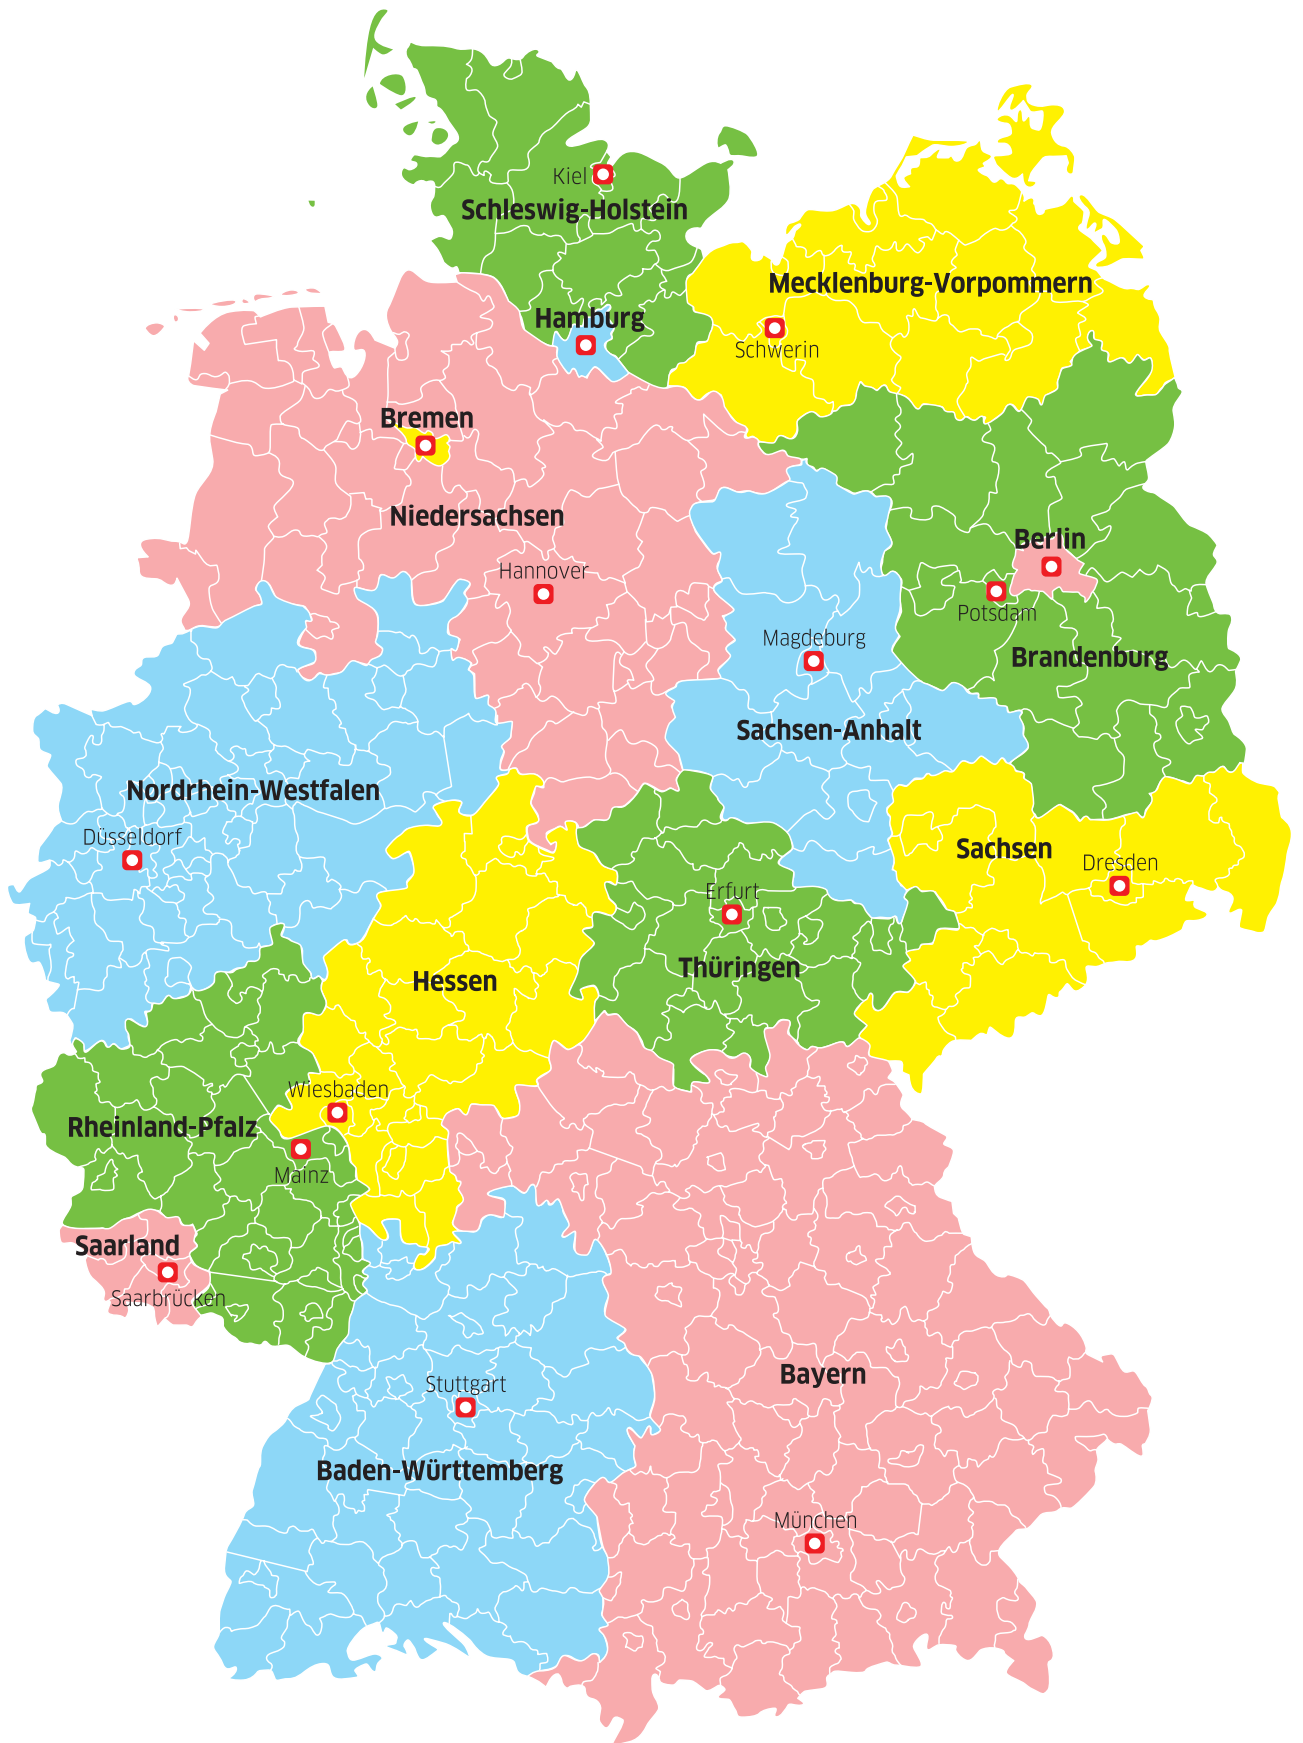 Kiel
Schleswig-Holstein
Mecklenburg-Vorpommern
Hamburg
Schwerin
Bremen
Niedersachsen
Berlin
Hannover
Potsdam
Magdeburg
Brandenburg
Sachsen-Anhalt
Nordrhein-Westfalen
Düsseldorf
Sachsen
Dresden
Erfurt
Thüringen
Hessen
Wiesbaden
Rheinland-Pfalz
Mainz
Saarland
Saarbrücken
Bayern
Stuttgart
Baden-Württemberg
München